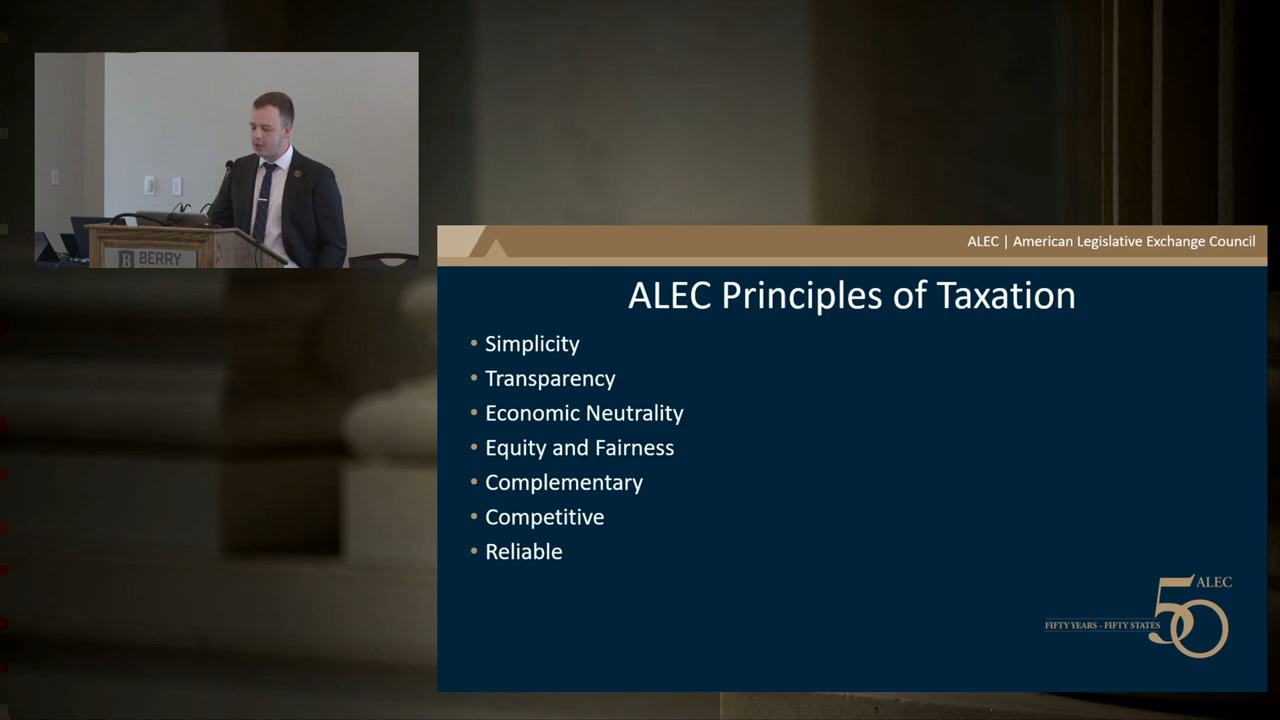 B BERRY
ALEC | American Legislative Exchange Council
ALEC Principles of Taxation
• Simplicity
• Transparency
• Economic Neutrality
• Equity and Fairness
• Complementary
• Competitive
• Reliable
50 ALEC
FIFTY YEARS - FIFTY STATES